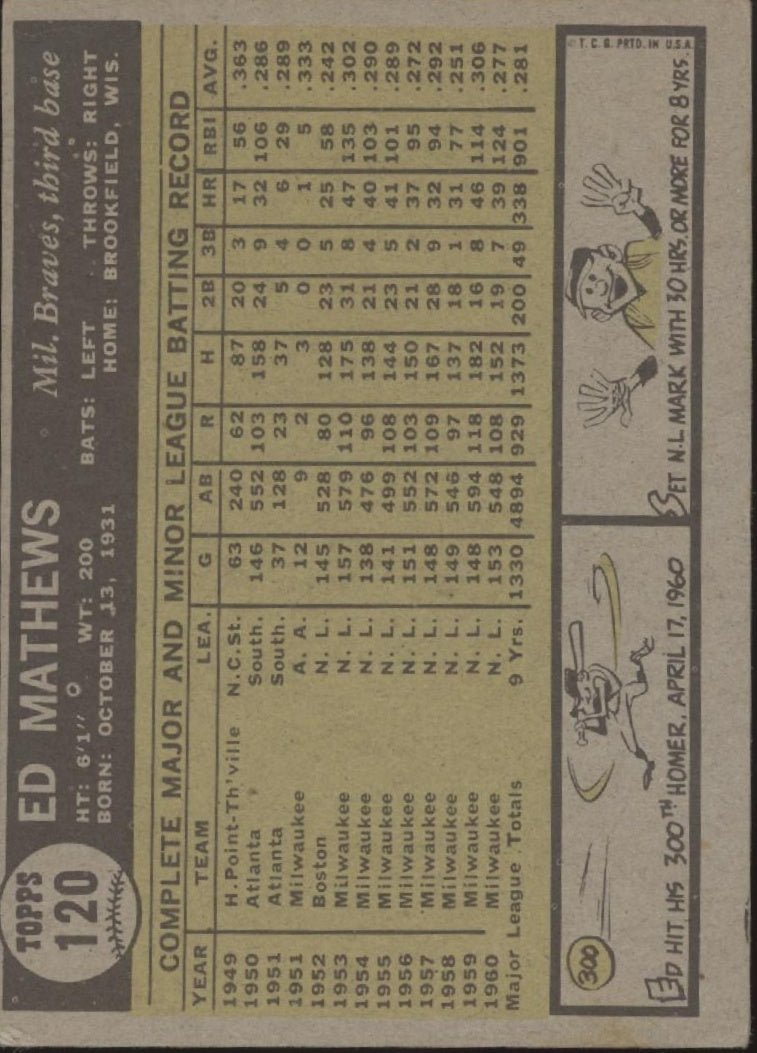 TOPPS
120
ED MATHEWS Mil. Braves, third base
HT: 6'1" WT: 200 BATS: LEFT THROWS: RIGHT
BORN: OCTOBER 13, 1931 HOME: BROOKFIELD, WIS.
COMPLETE MAJOR AND MINOR LEAGUE BATTING RECORD
YEAR TEAM LEA. G AB R H 2B 3B HR RBI AVG.
1949 H. Point-Th'ville N.C.St. 63 240 62 87 20 3 17 56 .363
1950 Atlanta South. 146 552 103 158 24 9 32 106 .286
1951 Atlanta South. 37 128 23 37 5 4 6 29 .289
1951 Milwaukee A. A. 12 9 2 3 0 0 1 5 .333
1952 Boston N. L. 145 528 80 128 23 5 25 58 .242
1953 Milwaukee N. L. 157 579 110 175 31 8 47 135 .302
1954 Milwaukee N. L. 138 476 96 138 21 4 40 103 .290
1955 Milwaukee N. L. 141 499 108 144 23 5 41 101 .289
1956 Milwaukee N. L. 151 552 103 150 21 2 37 95 .272
1957 Milwaukee N. L. 148 572 109 167 28 9 32 94 .292
1958 Milwaukee N. L. 149 546 97 137 18 1 31 77 .251
1959 Milwaukee N. L. 148 594 118 182 16 8 46 114 .306
1960 Milwaukee N. L. 153 548 108 152 19 7 39 124 .277
Major League Totals 9 Yrs. 1330 4894 929 1373 200 49 338 901 .281
300
ED HIT HIS 300TH HOMER, APRIL 17, 1960
© T. C. G. PRTD. IN U.S.A.
SET N.L. MARK WITH 30 HRS. OR MORE FOR 8 YRS.